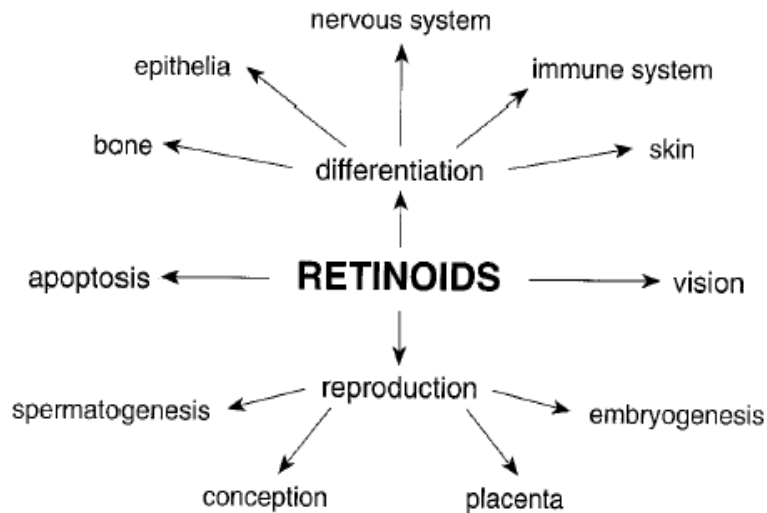 nervous system
epithelia
immune system
bone
differentiation
skin
apoptosis
RETINOIDS
vision
reproduction
spermatogenesis
embryogenesis
conception
placenta